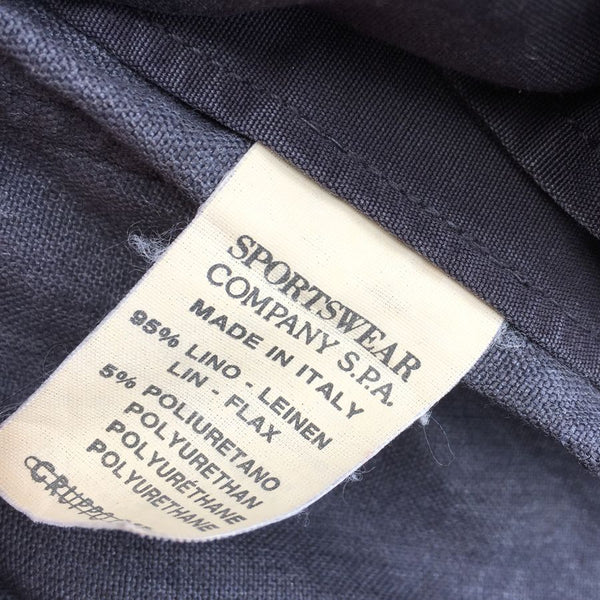 SPORTSWEAR
COMPANY S.P.A.
MADE IN ITALY
95% LINO - LEINEN
LIN - FLAX
5% POLIURETANO
POLYURETHAN
POLYURÉTHANE
POLYURETHANE